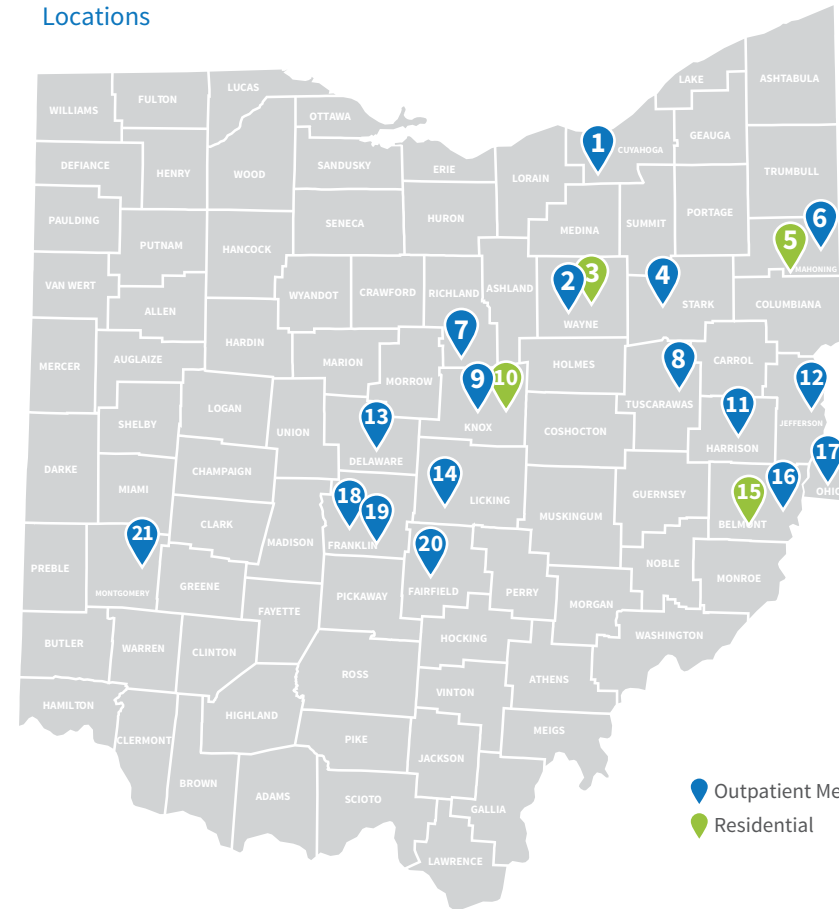 Locations
LAKE
ASHTABULA
LUCAS
FULTON
WILLIAMS
OTTAWA
GEAUGA
1
CUYAHOGA
DEFIANCE
HENRY
WOOD
SANDUSKY
ERIE
LORAIN
TRUMBULL
PAULDING
SENECA
HURON
MEDINA
SUMMIT
PORTAGE
6
5
PUTNAM
HANCOCK
MAHONING
VAN WERT
WYANDOT
CRAWFORD
RICHLAND
ASHLAND
2
3
4
STARK
COLUMBIANA
ALLEN
WAYNE
7
HARDIN
MERCER
AUGLAIZE
MARION
MORROW
HOLMES
8
CARROL
9
10
12
LOGAN
TUSCARAWAS
11
SHELBY
UNION
13
KNOX
COSHOCTON
JEFFERSON
HARRISON
DARKE
CHAMPAIGN
DELAWARE
17
MIAMI
14
LICKING
GUERNSEY
15
16
OHIO
18
19
MUSKINGUM
BELMONT
CLARK
21
MADISON
FRANKLIN
20
PREBLE
NOBLE
MONROE
MONTGOMERY
GREENE
PICKAWAY
FAIRFIELD
PERRY
MORGAN
FAYETTE
BUTLER
WARREN
CLINTON
HOCKING
WASHINGTON
ROSS
ATHENS
VINTON
HAMILTON
HIGHLAND
CLERMONT
PIKE
MEIGS
JACKSON
BROWN
ADAMS
SCIOTO
GALLIA
Outpatient Me
Residential
LAWRENCE